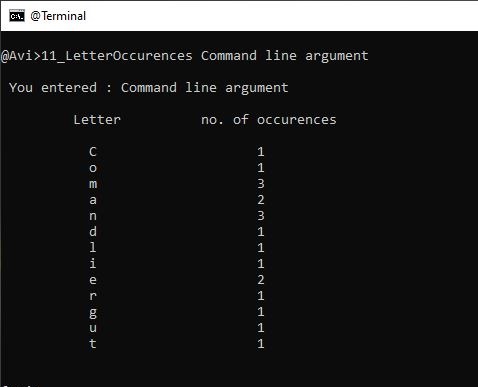 @Terminal
@Avi>11_LetterOccurences Command line argument
You entered : Command line argument
Letter no. of occurences
C 1
o 1
m 3
a 2
n 3
d 1
l 1
i 1
e 2
r 1
g 1
u 1
t 1